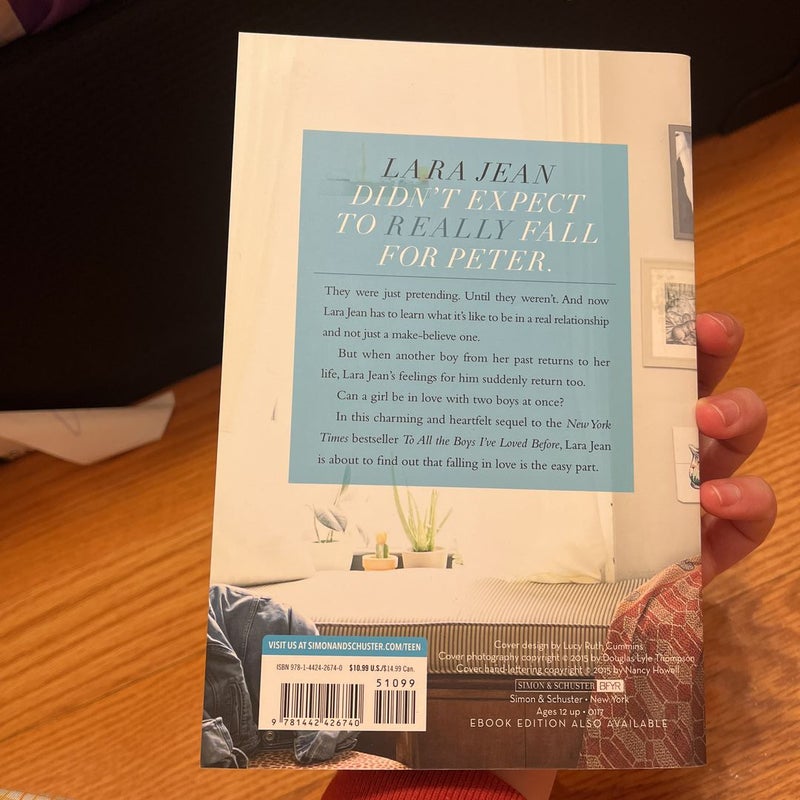 LARA JEAN
DIDN'T EXPECT
TO REALLY FALL
FOR PETER.
They were just pretending. Until they weren't. And now
Lara Jean has to learn what it's like to be in a real relationship
and not just a make-believe one.
But when another boy from her past returns to her
life, Lara Jean's feelings for him suddenly return too.
Can a girl be in love with two boys at once?
In this charming and heartfelt sequel to the New York
Times bestseller To All the Boys I've Loved Before, Lara Jean
is about to find out that falling in love is the easy part.
VISIT US AT SIMONANDSCHUSTER.COM/TEEN
ISBN 978-1-4424-2674-0 $10.99 U.S./$14.99 Can.
51099
9 781442 426740
Cover design by Lucy Ruth Cummins
Cover photography copyright © 2015 by Douglas Lyle Thompson
Cover hand-lettering copyright © 2015 by Nancy Howell
SIMON & SCHUSTER BFYR
Simon & Schuster • New York
Ages 12 up • 0117
EBOOK EDITION ALSO AVAILABLE